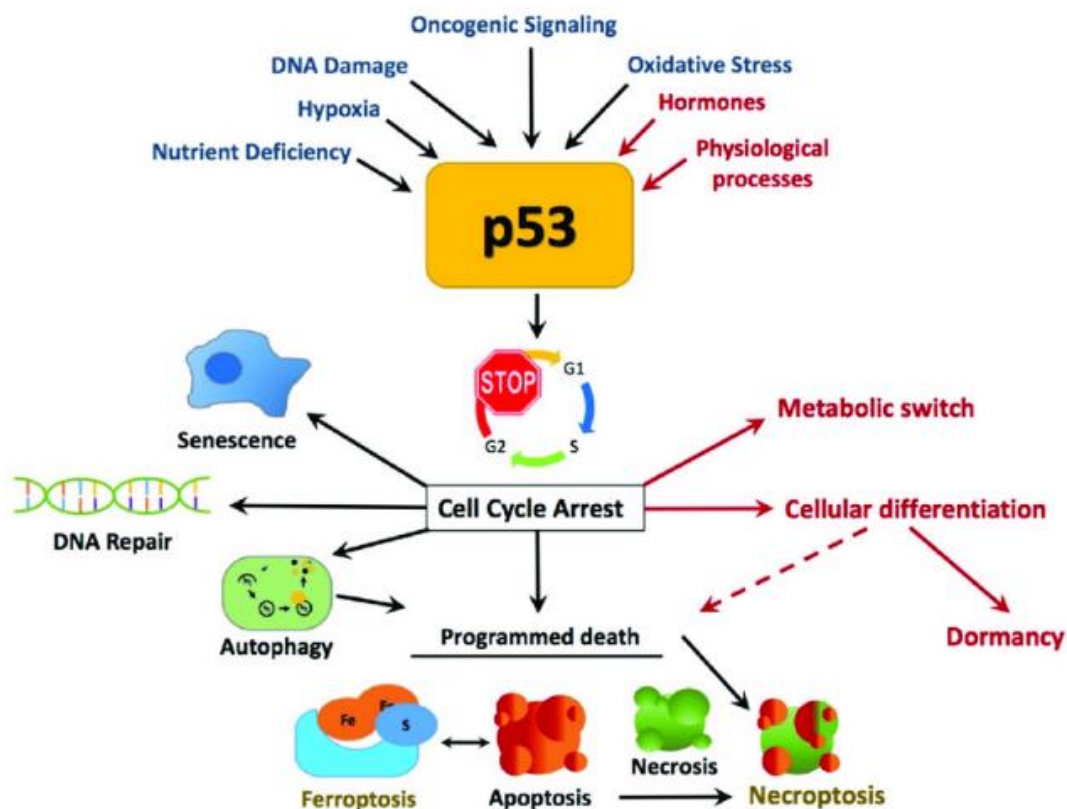 Oncogenic Signaling
DNA Damage
Oxidative Stress
Hypoxia
Hormones
Nutrient Deficiency
Physiological
processes
p53
STOP
G1
G2
S
Senescence
Metabolic switch
Cell Cycle Arrest
Cellular differentiation
DNA Repair
Autophagy
Programmed death
Dormancy
Fe
S
Necrosis
Ferroptosis
Apoptosis
Necroptosis